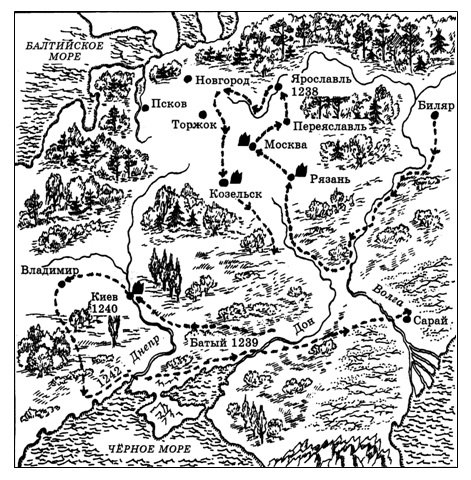 БАЛТИЙСКОЕ
МОРЕ
Новгород
Ярославль
1238
Псков
Торжок
Переяславль
Биляр
Москва
Рязань
Козельск
Владимир
Киев
1240
Волга
Сарай
Дон
Батый 1239
Днепр
1242
ЧЁРНОЕ МОРЕ